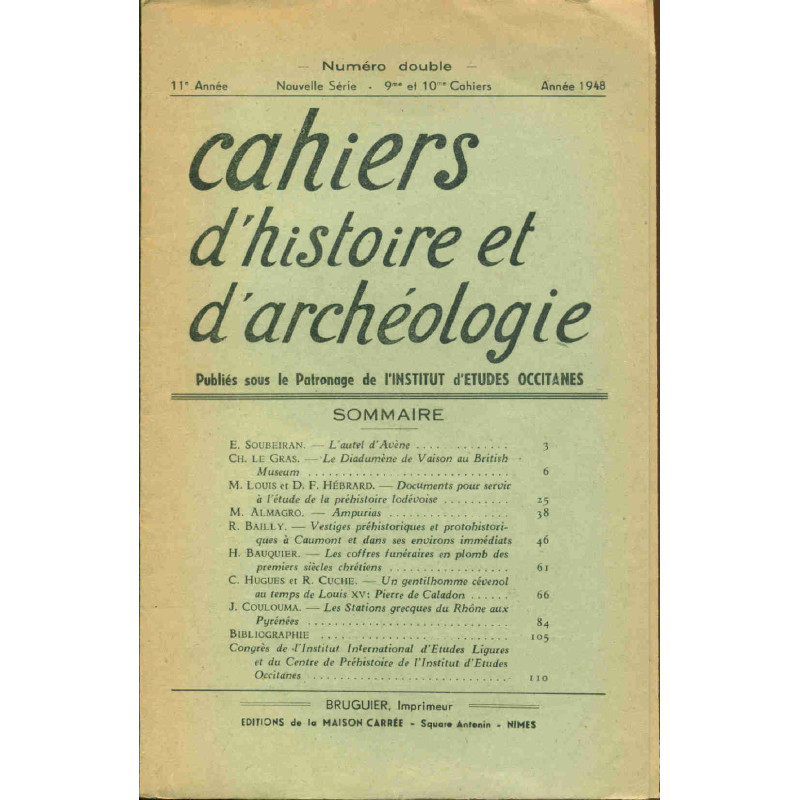 — Numéro double —
11e Année Nouvelle Série - 9me et 10me Cahiers Année 1948
cahiers
d'histoire et
d'archéologie
Publiés sous le Patronage de l'INSTITUT d'ETUDES OCCITANES
SOMMAIRE
E. SOUBEIRAN. — L'autel d'Avène .... ............ 3
CH. LE GRAS. — Le Diadumène de Vaison au British
Museum .............................. 6
M. LOUIS et D. F. HÉBRARD. — Documents pour servir
à l'étude de la préhistoire lodévoise .......... 25
M. ALMAGRO. — Ampurias .................. 38
R. BAILLY. — Vestiges préhistoriques et protohistori-
ques à Caumont et dans ses environs immédiats 46
H. BAUQUIER. — Les coffres funéraires en plomb des
premiers siècles chrétiens .................. 61
C. HUGUES et R. CUCHE. — Un gentilhomme cévenol
au temps de Louis XV: Pierre de Caladon ...... 66
J. COULOUMA. — Les Stations grecques du Rhône aux
Pyrénées .............................. 84
BIBLIOGRAPHIE ............................ 105
Congrès de l'Institut International d'Etudes Ligures
et du Centre de Préhistoire de l'Institut d'Etudes
Occitanes .............................. 110
BRUGUIER, Imprimeur
EDITIONS de la MAISON CARRÉE - Square Antonin - NIMES